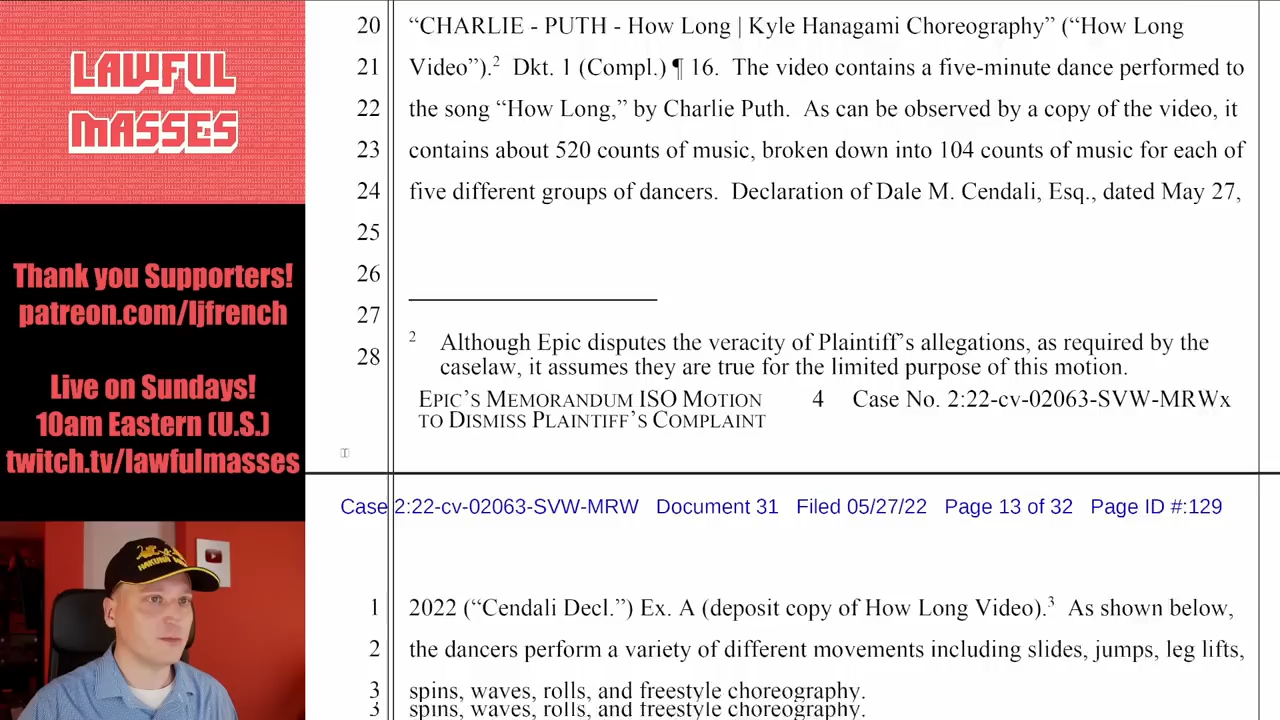 LAWFUL
MASSES
Thank you Supporters!
patreon.com/ljfrench
Live on Sundays!
10am Eastern (U.S.)
twitch.tv/lawfulmasses
20 “CHARLIE - PUTH - How Long | Kyle Hanagami Choreography” (“How Long
21 Video”).2 Dkt. 1 (Compl.) ¶ 16. The video contains a five-minute dance performed to
22 the song “How Long,” by Charlie Puth. As can be observed by a copy of the video, it
23 contains about 520 counts of music, broken down into 104 counts of music for each of
24 five different groups of dancers. Declaration of Dale M. Cendali, Esq., dated May 27,
25
26
27
28
2 Although Epic disputes the veracity of Plaintiff’s allegations, as required by the
caselaw, it assumes they are true for the limited purpose of this motion.
EPIC’S MEMORANDUM ISO MOTION 4 Case No. 2:22-cv-02063-SVW-MRWx
TO DISMISS PLAINTIFF’S COMPLAINT
Case 2:22-cv-02063-SVW-MRW Document 31 Filed 05/27/22 Page 13 of 32 Page ID #:129
1 2022 (“Cendali Decl.”) Ex. A (deposit copy of How Long Video).3 As shown below,
2 the dancers perform a variety of different movements including slides, jumps, leg lifts,
3 spins, waves, rolls, and freestyle choreography.
3 spins, waves, rolls, and freestyle choreography.